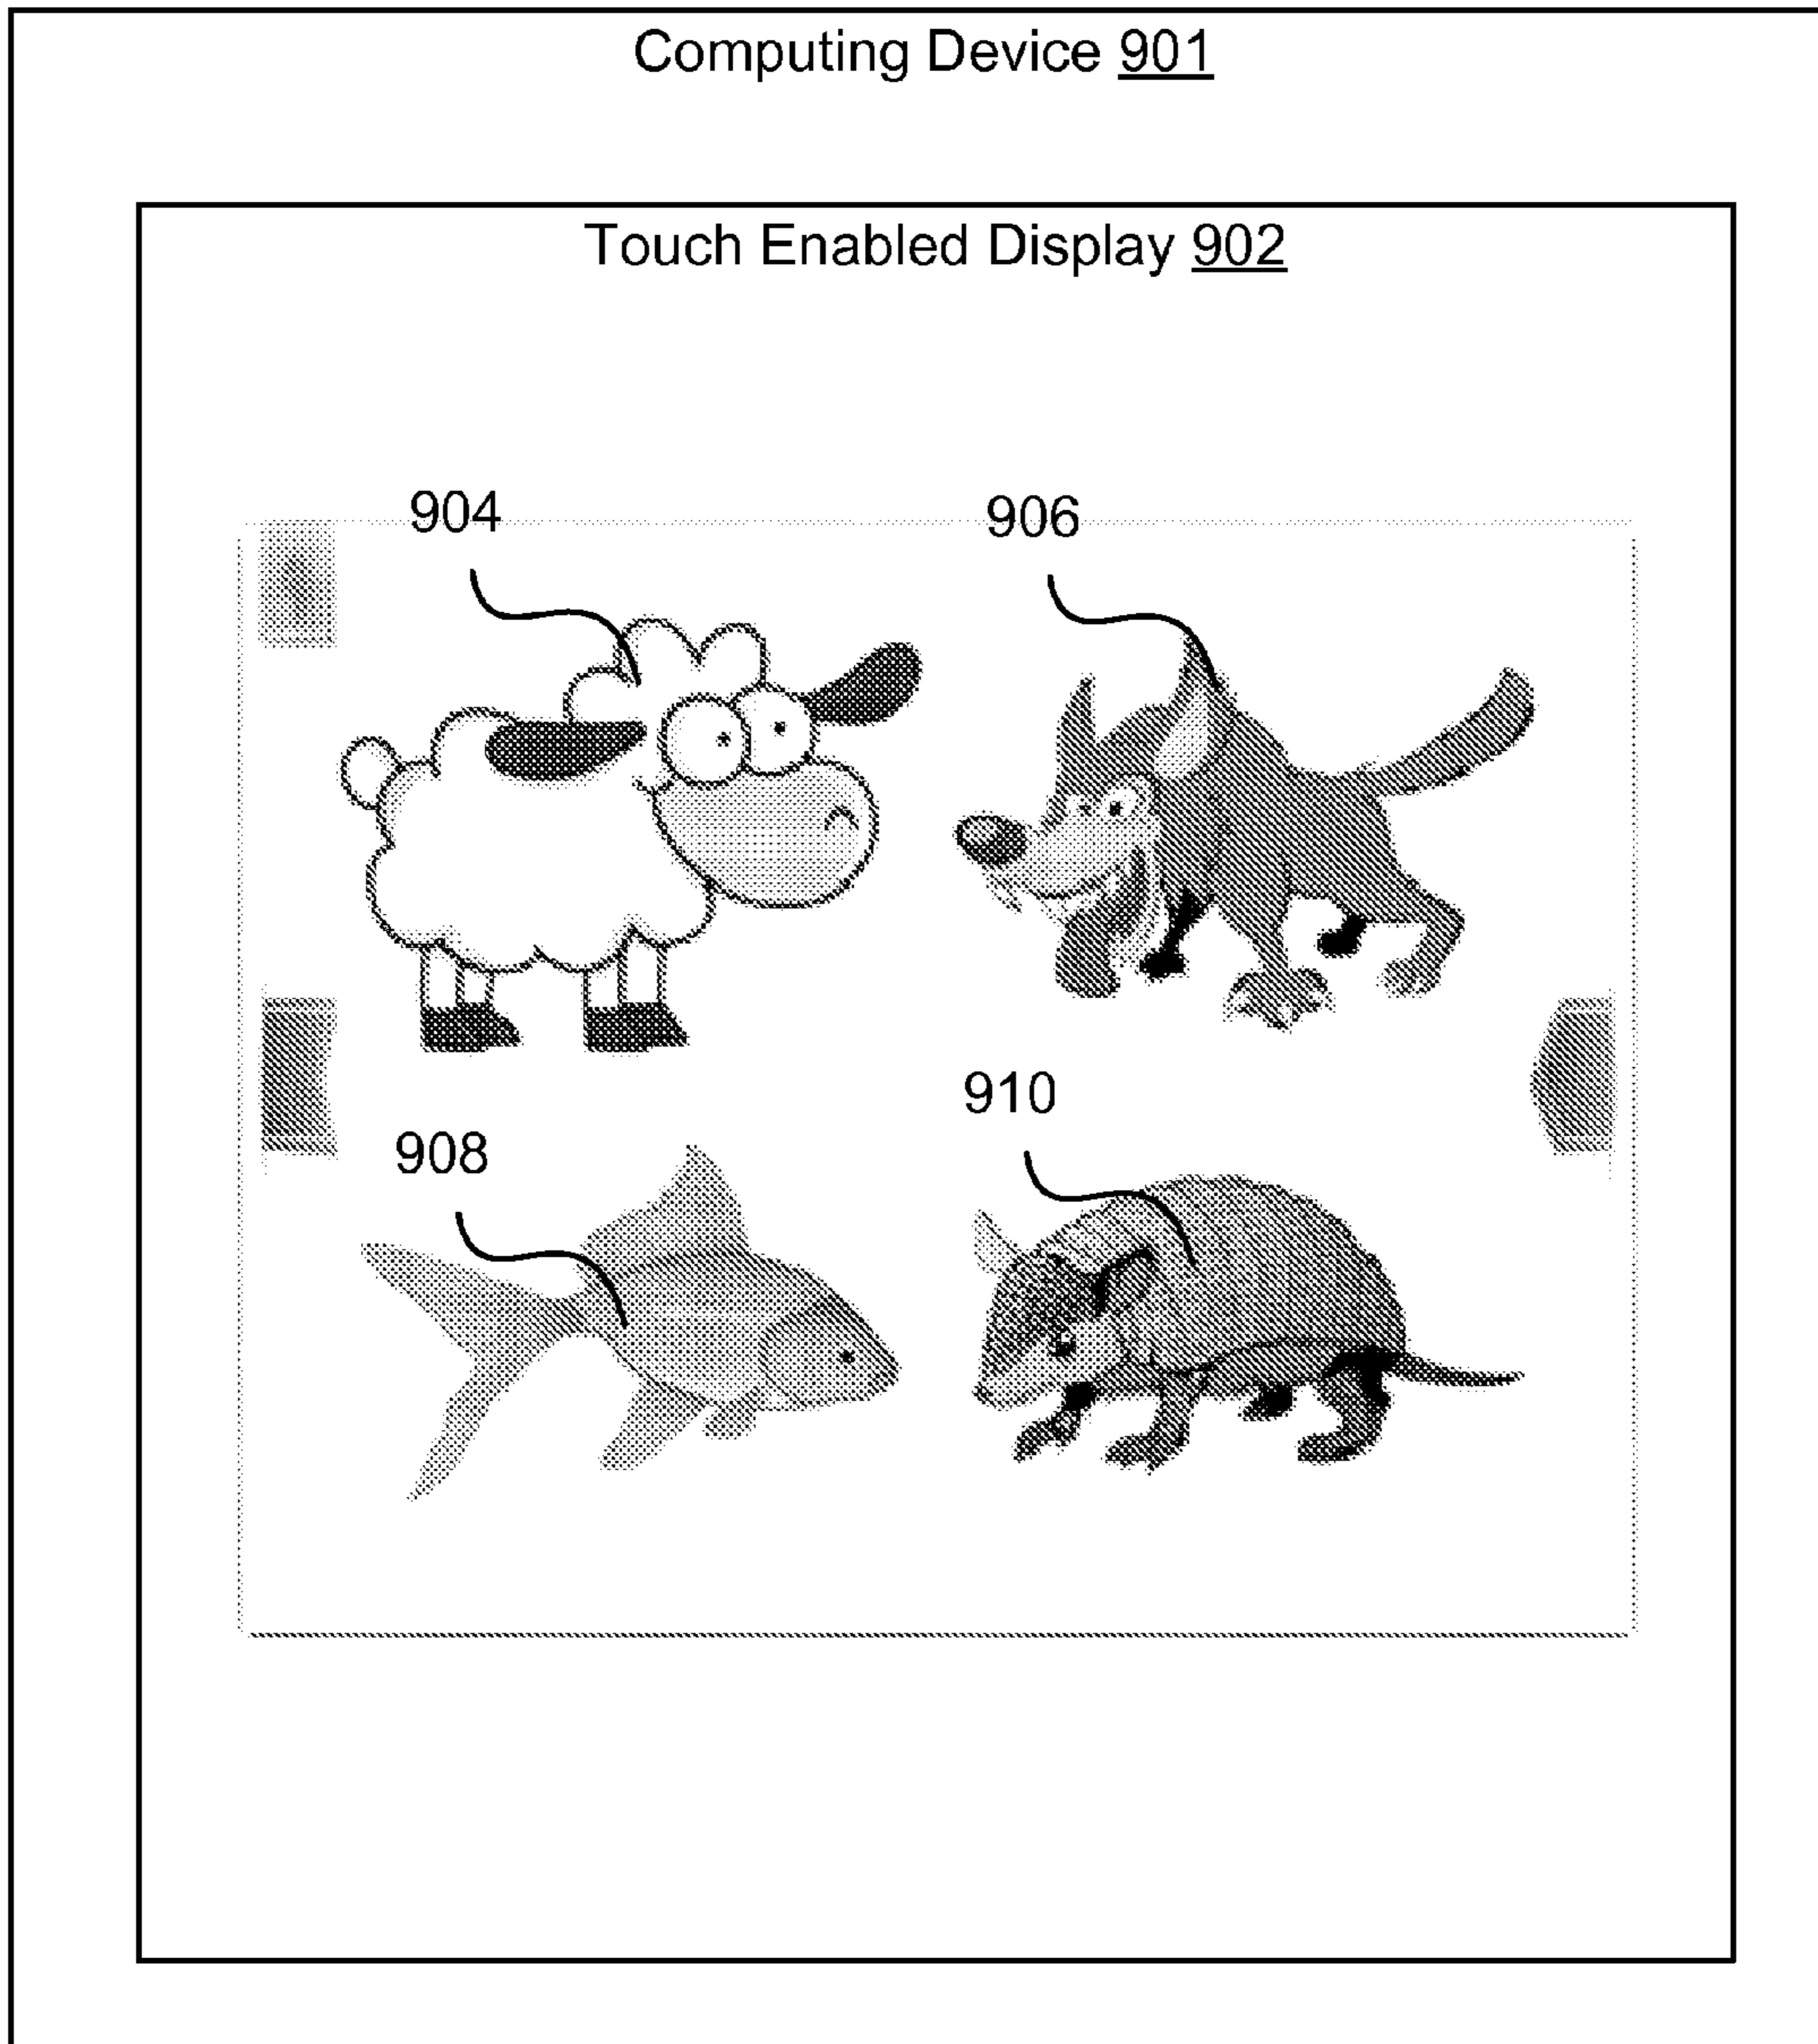 Computing Device 901
Touch Enabled Display 902
904
906
910
908